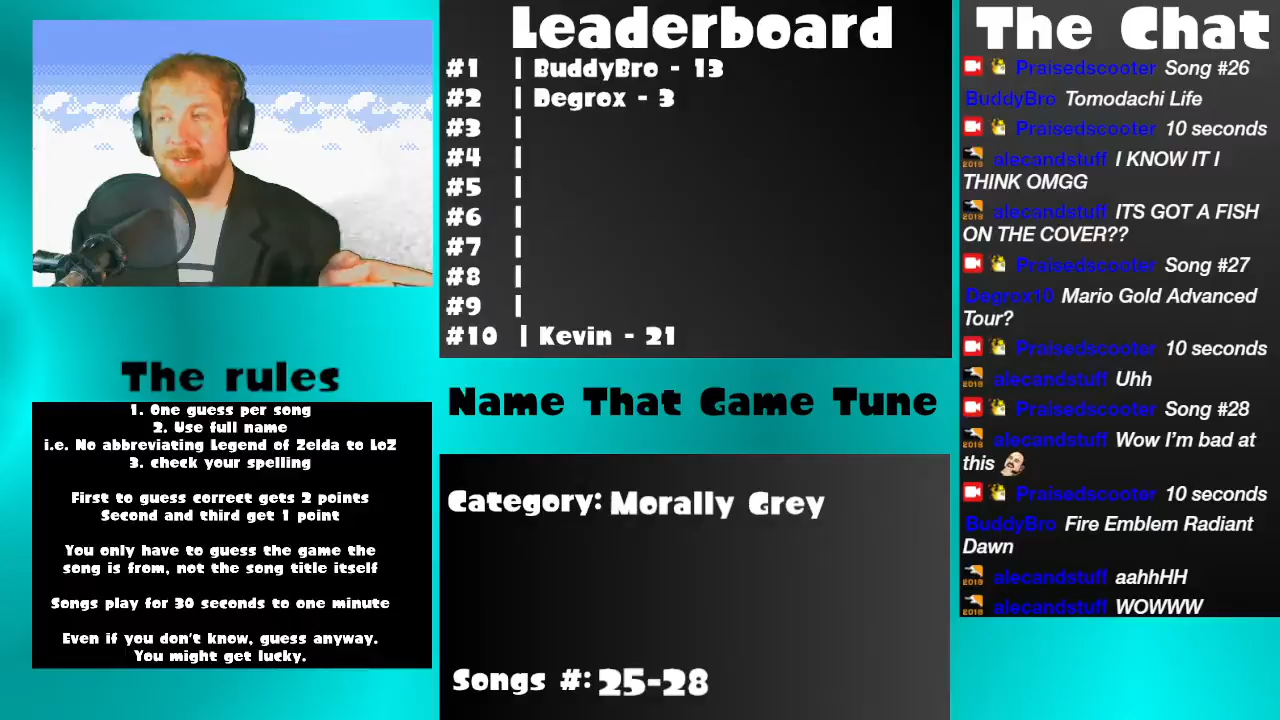 The rules
1. One guess per song
2. Use full name
i.e. No abbreviating Legend of Zelda to LoZ
3. check your spelling
First to guess correct gets 2 points
Second and third get 1 point
You only have to guess the game the
song is from, not the song title itself
Songs play for 30 seconds to one minute
Even if you don't know, guess anyway.
You might get lucky.
Leaderboard
#1 | BuddyBro - 13
#2 | Degrox - 3
#3 |
#4 |
#5 |
#6 |
#7 |
#8 |
#9 |
#10 | Kevin - 21
Name That Game Tune
Category: Morally Grey
Songs #: 25-28
The Chat
Praisedscooter Song #26
BuddyBro Tomodachi Life
Praisedscooter 10 seconds
2019 alecandstuff I KNOW IT I
THINK OMGG
2019 alecandstuff ITS GOT A FISH
ON THE COVER??
Praisedscooter Song #27
Degrox10 Mario Gold Advanced
Tour?
Praisedscooter 10 seconds
2019 alecandstuff Uhh
Praisedscooter Song #28
2019 alecandstuff Wow I'm bad at
this
Praisedscooter 10 seconds
BuddyBro Fire Emblem Radiant
Dawn
2019 alecandstuff aahhHH
2019 alecandstuff WOWWW